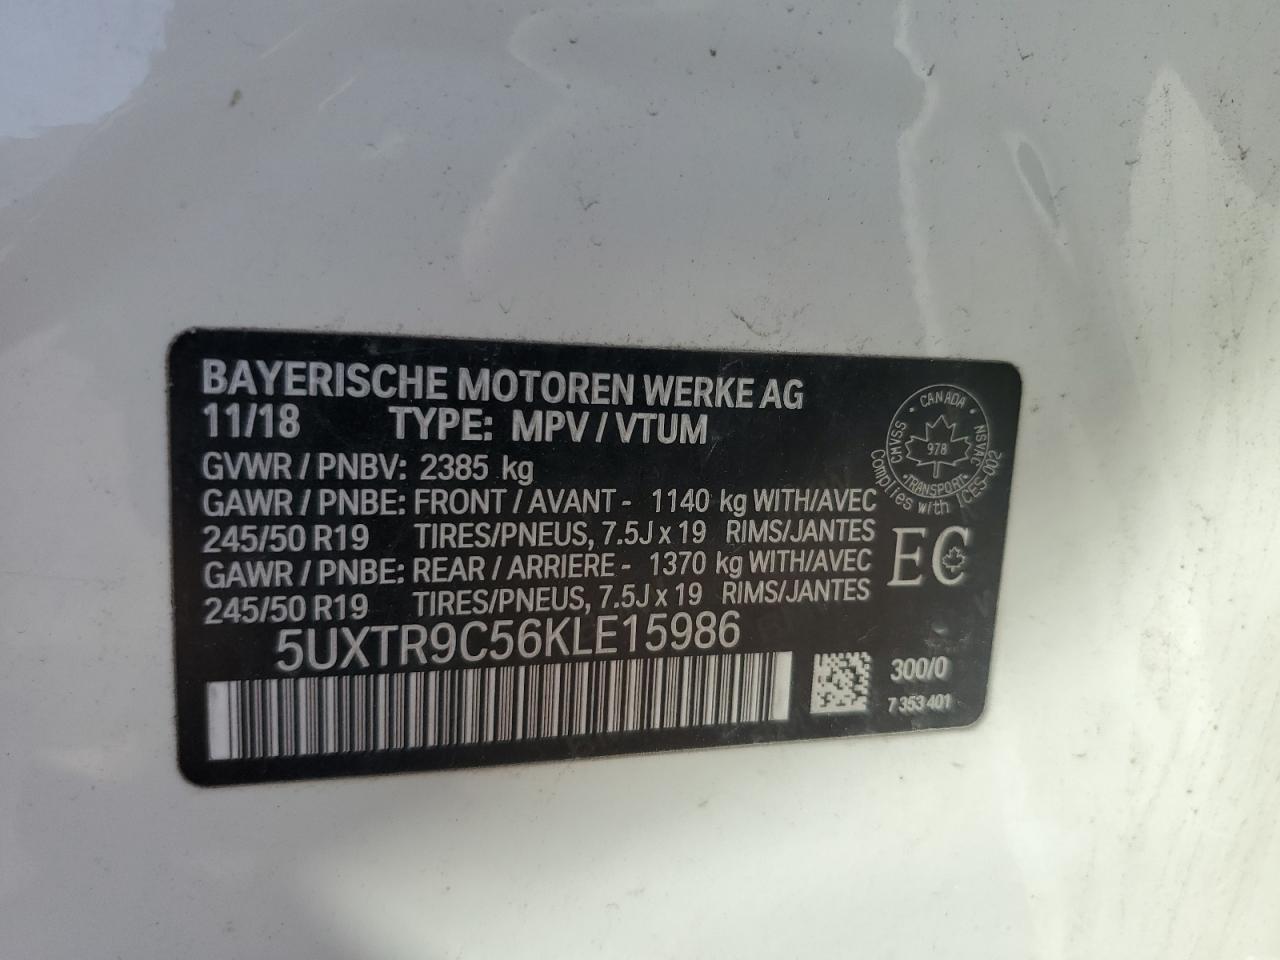 BAYERISCHE MOTOREN WERKE AG
11/18 TYPE: MPV / VTUM
GVWR / PNBV: 2385 kg
GAWR / PNBE: FRONT / AVANT - 1140 kg WITH/AVEC
245/50 R19 TIRES/PNEUS, 7.5J x 19 RIMS/JANTES
GAWR / PNBE: REAR / ARRIERE - 1370 kg WITH/AVEC
245/50 R19 TIRES/PNEUS, 7.5J x 19 RIMS/JANTES
5UXTR9C56KLE15986
CANADA
CMVSS
NSVAC
978
TRANSPORT
Complies with ICES-002
EC
300/0
7 353 401